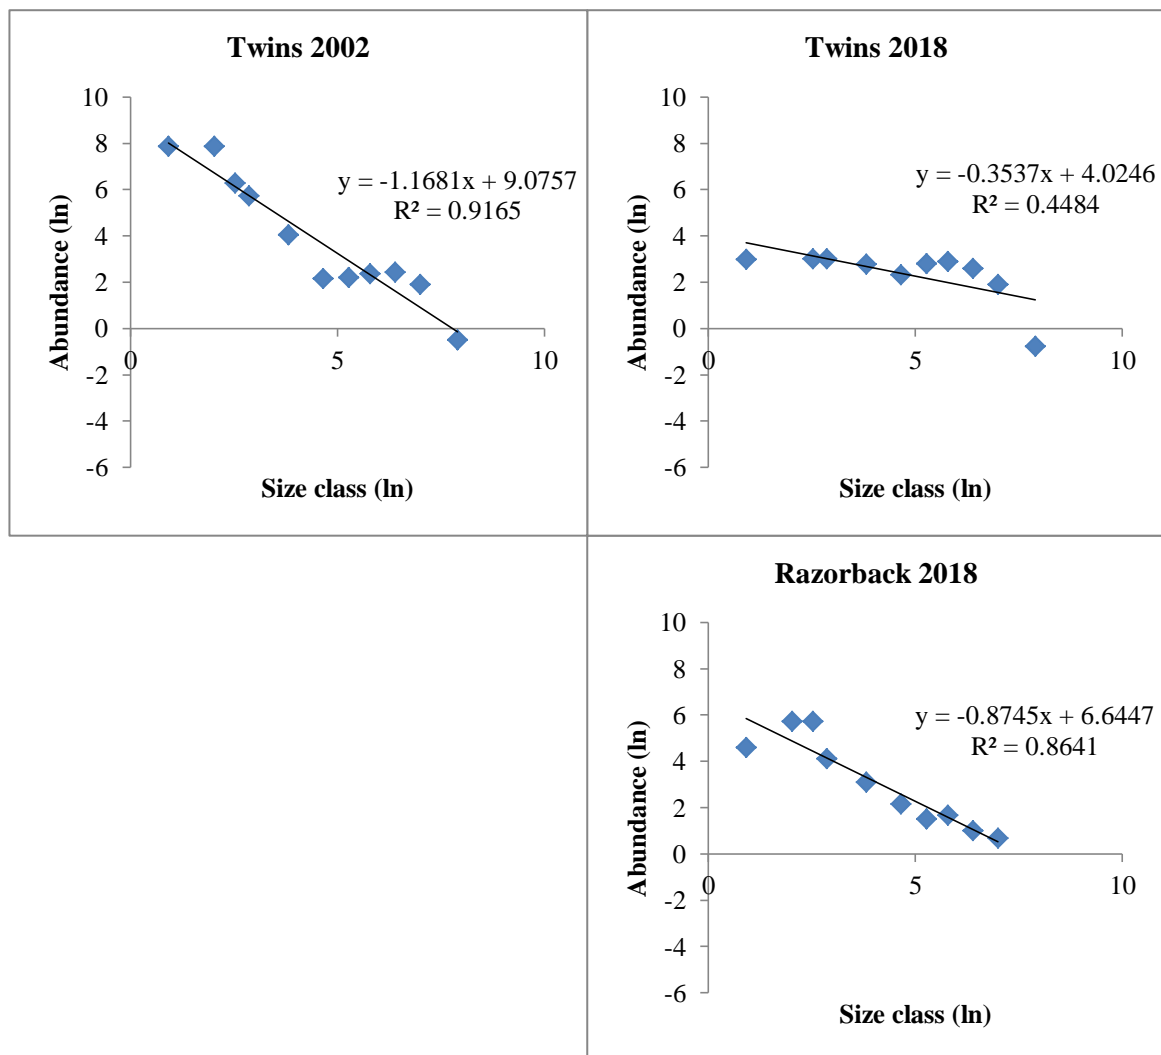 Twins 2002
10
8
6
4
2
0
-2
-4
-6
0
5
10
Abundance (ln)
Size class (ln)
y = -1.1681x + 9.0757
R² = 0.9165
Twins 2018
10
8
6
4
2
0
-2
-4
-6
0
5
10
Abundance (ln)
Size class (ln)
y = -0.3537x + 4.0246
R² = 0.4484
Razorback 2018
10
8
6
4
2
0
-2
-4
-6
0
5
10
Abundance (ln)
Size class (ln)
y = -0.8745x + 6.6447
R² = 0.8641